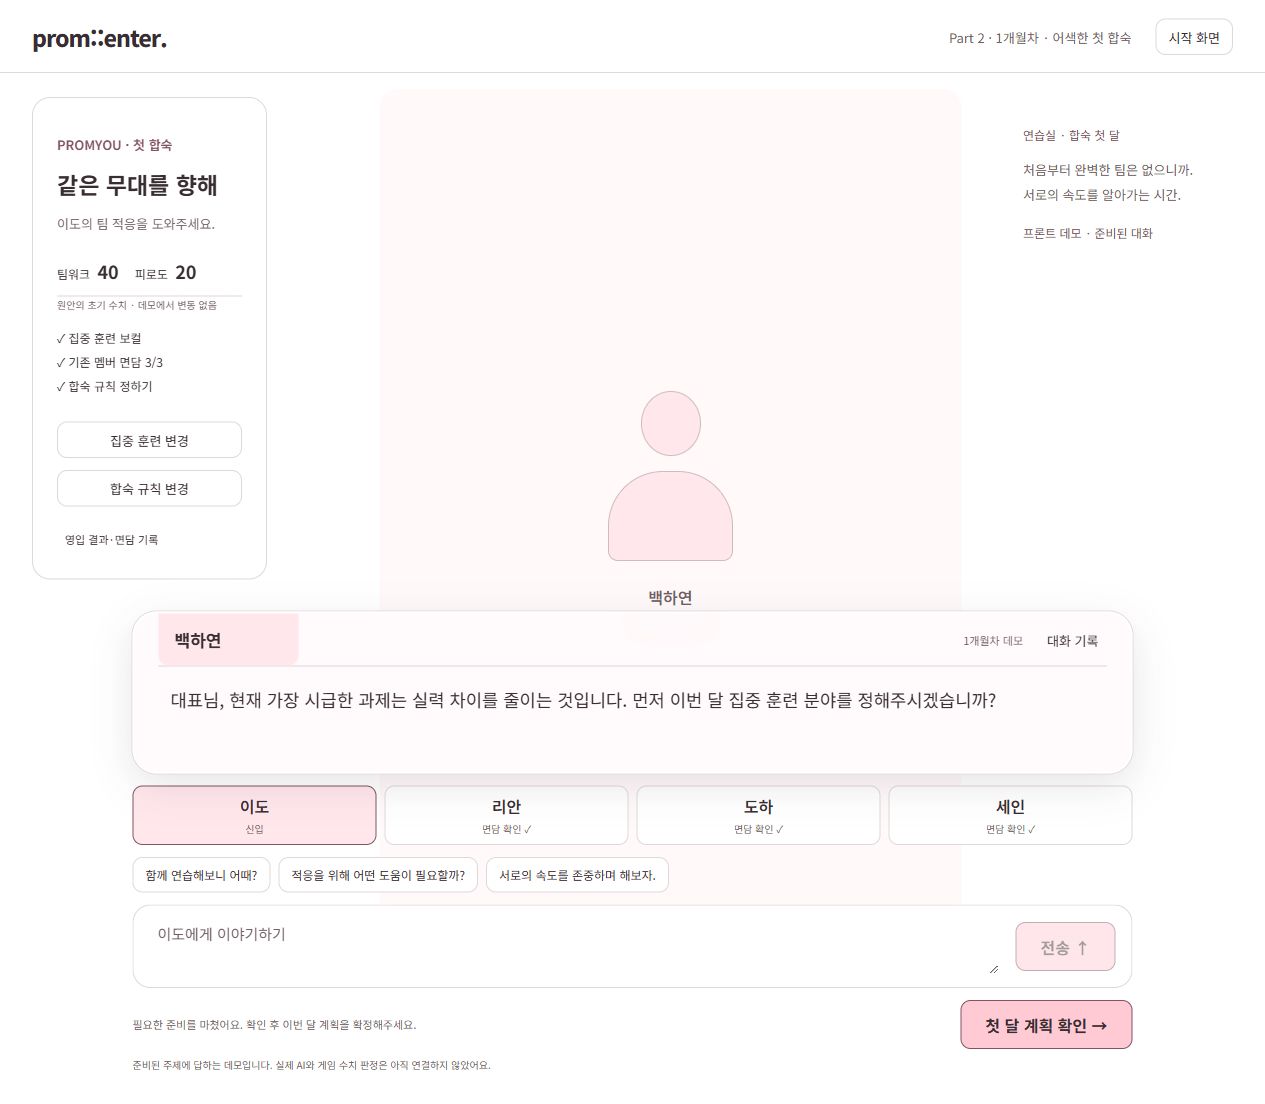 prom::enter.
Part 2 · 1개월차 · 어색한 첫 합숙
시작 화면
PROMYOU · 첫 합숙
같은 무대를 향해
이도의 팀 적응을 도와주세요.
팀워크 40 피로도 20
원안의 초기 수치 · 데모에서 변동 없음
✓ 집중 훈련 보컬
✓ 기존 멤버 면담 3/3
✓ 합숙 규칙 정하기
집중 훈련 변경
합숙 규칙 변경
영입 결과·면담 기록
연습실 · 합숙 첫 달
처음부터 완벽한 팀은 없으니까.
서로의 속도를 알아가는 시간.
프론트 데모 · 준비된 대화
백하연
백하연
1개월차 데모 대화 기록
대표님, 현재 가장 시급한 과제는 실력 차이를 줄이는 것입니다. 먼저 이번 달 집중 훈련 분야를 정해주시겠습니까?
이도
신입
리안
면담 확인 ✓
도하
면담 확인 ✓
세인
면담 확인 ✓
함께 연습해보니 어때?
적응을 위해 어떤 도움이 필요할까?
서로의 속도를 존중하며 해보자.
이도에게 이야기하기
전송 ↑
필요한 준비를 마쳤어요. 확인 후 이번 달 계획을 확정해주세요.
첫 달 계획 확인 →
준비된 주제에 답하는 데모입니다. 실제 AI와 게임 수치 판정은 아직 연결하지 않았어요.